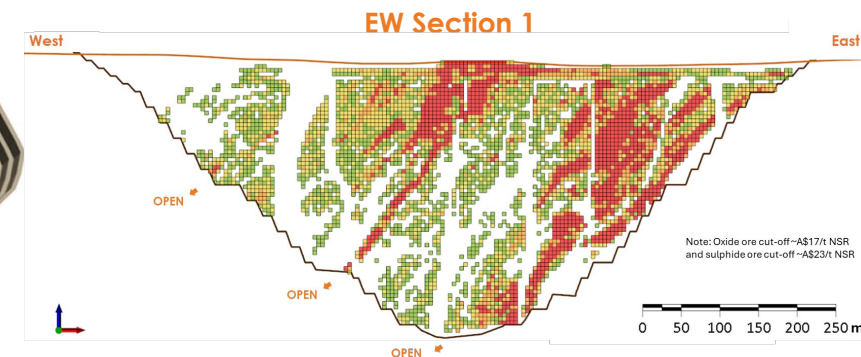 EW Section 1
West
East
OPEN
OPEN
OPEN
Note: Oxide ore cut-off ~A$17/t NSR
and sulphide ore cut-off ~A$23/t NSR
0 50 100 150 200 250 m